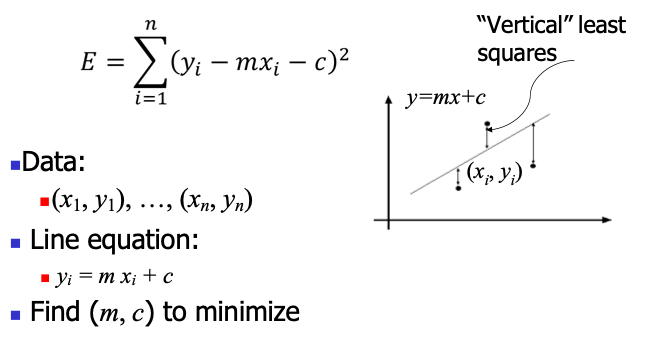 E = \sum_{i=1}^{n} (y_i - mx_i - c)^2
"Vertical" least
squares
y=mx+c
(x_i, y_i)
Data:
(x_1, y_1), …, (x_n, y_n)
Line equation:
y_i = m x_i + c
Find (m, c) to minimize